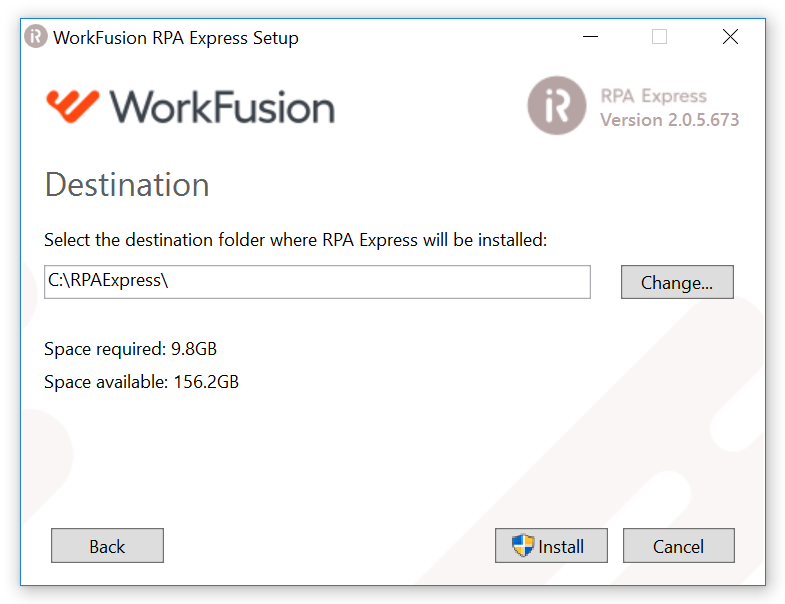 WorkFusion RPA Express Setup
WorkFusion
RPA Express
Version 2.0.5.673
Destination
Select the destination folder where RPA Express will be installed:
C:\RPAExpress\
Change...
Space required: 9.8GB
Space available: 156.2GB
Back
Install
Cancel